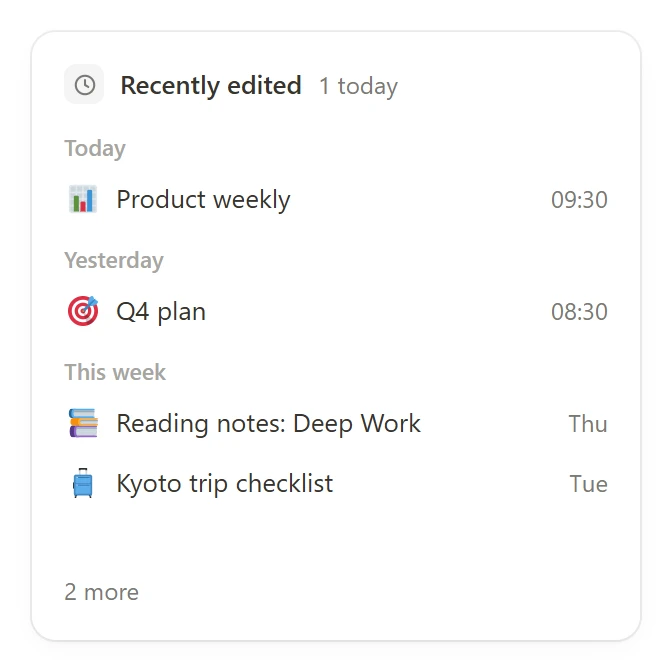 Recently edited 1 today
Today
Product weekly 09:30
Yesterday
Q4 plan 08:30
This week
Reading notes: Deep Work Thu
Kyoto trip checklist Tue
2 more